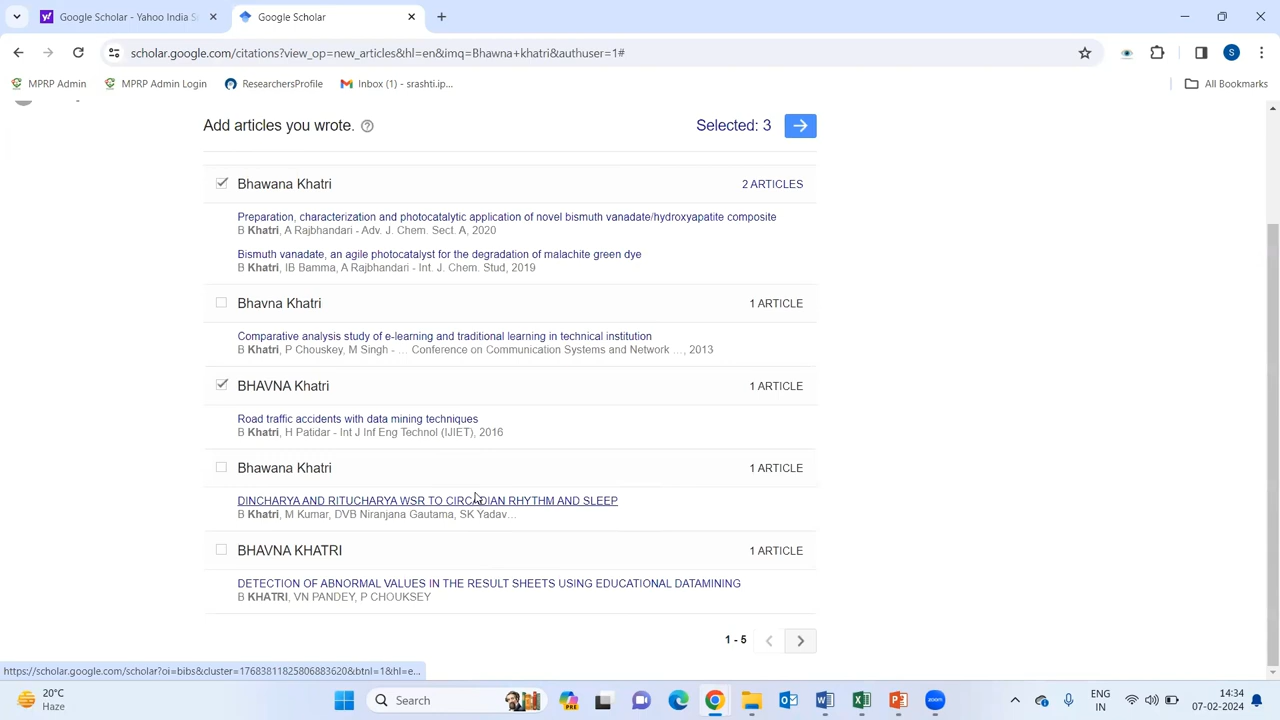 Google Scholar - Yahoo India S
Google Scholar
scholar.google.com/citations?view_op=new_articles&hl=en&imq=Bhawna+khatri&authuser=1#
S
MPRP Admin
MPRP Admin Login
ResearchersProfile
Inbox (1) - srashti.ip...
All Bookmarks
Add articles you wrote.
Selected: 3
Bhawana Khatri
2 ARTICLES
Preparation, characterization and photocatalytic application of novel bismuth vanadate/hydroxyapatite composite
B Khatri, A Rajbhandari - Adv. J. Chem. Sect. A, 2020
Bismuth vanadate, an agile photocatalyst for the degradation of malachite green dye
B Khatri, IB Bamma, A Rajbhandari - Int. J. Chem. Stud, 2019
Bhavna Khatri
1 ARTICLE
Comparative analysis study of e-learning and traditional learning in technical institution
B Khatri, P Chouskey, M Singh - … Conference on Communication Systems and Network …, 2013
BHAVNA Khatri
1 ARTICLE
Road traffic accidents with data mining techniques
B Khatri, H Patidar - Int J Inf Eng Technol (IJIET), 2016
Bhawana Khatri
1 ARTICLE
DINCHARYA AND RITUCHARYA WSR TO CIRCADIAN RHYTHM AND SLEEP
B Khatri, M Kumar, DVB Niranjana Gautama, SK Yadav…
BHAVNA KHATRI
1 ARTICLE
DETECTION OF ABNORMAL VALUES IN THE RESULT SHEETS USING EDUCATIONAL DATAMINING
B KHATRI, VN PANDEY, P CHOUKSEY
1 - 5
https://scholar.google.com/scholar?oi=bibs&cluster=17683811825806883620&btnI=1&hl=e...
20°C
Haze
Search
ENG
IN
14:34
07-02-2024